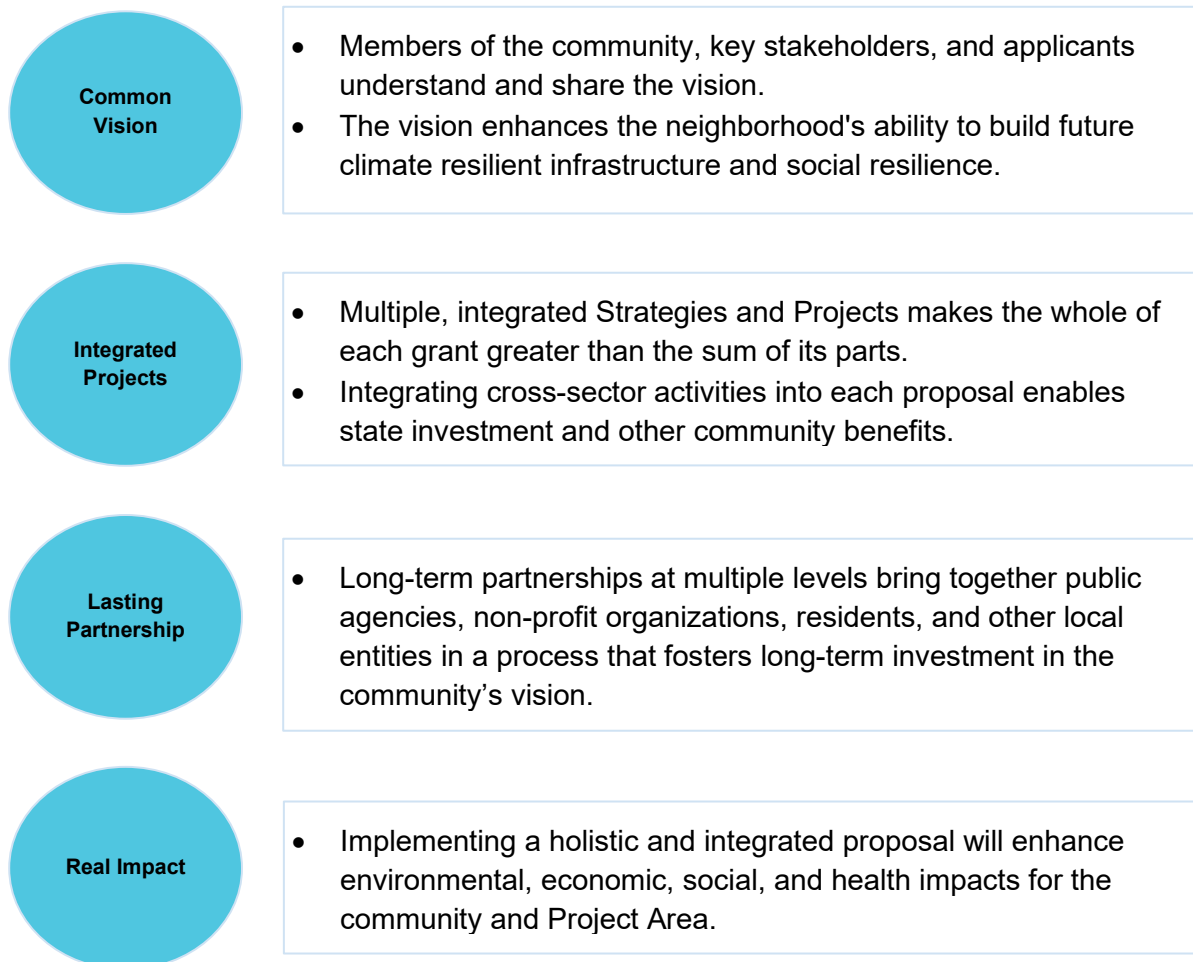 Common
Vision
• Members of the community, key stakeholders, and applicants
understand and share the vision.
• The vision enhances the neighborhood's ability to build future
climate resilient infrastructure and social resilience.
Integrated
Projects
• Multiple, integrated Strategies and Projects makes the whole of
each grant greater than the sum of its parts.
• Integrating cross-sector activities into each proposal enables
state investment and other community benefits.
Lasting
Partnership
• Long-term partnerships at multiple levels bring together public
agencies, non-profit organizations, residents, and other local
entities in a process that fosters long-term investment in the
community’s vision.
Real Impact
• Implementing a holistic and integrated proposal will enhance
environmental, economic, social, and health impacts for the
community and Project Area.